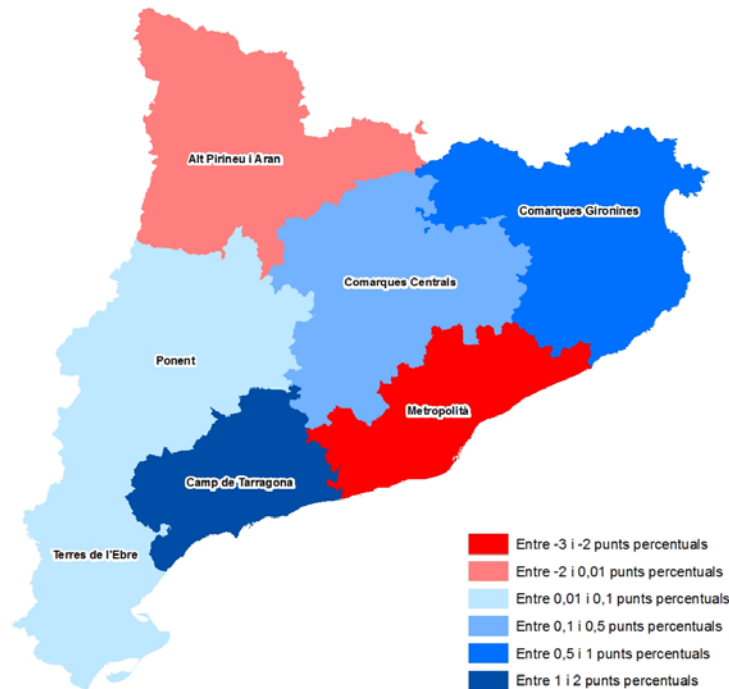 Alt Pirineu i Aran
Comarques Gironines
Comarques Centrals
Ponent
Metropolità
Camp de Tarragona
Terres de l'Ebre
Entre -3 i -2 punts percentuals
Entre -2 i 0,01 punts percentuals
Entre 0,01 i 0,1 punts percentuals
Entre 0,1 i 0,5 punts percentuals
Entre 0,5 i 1 punts percentuals
Entre 1 i 2 punts percentuals